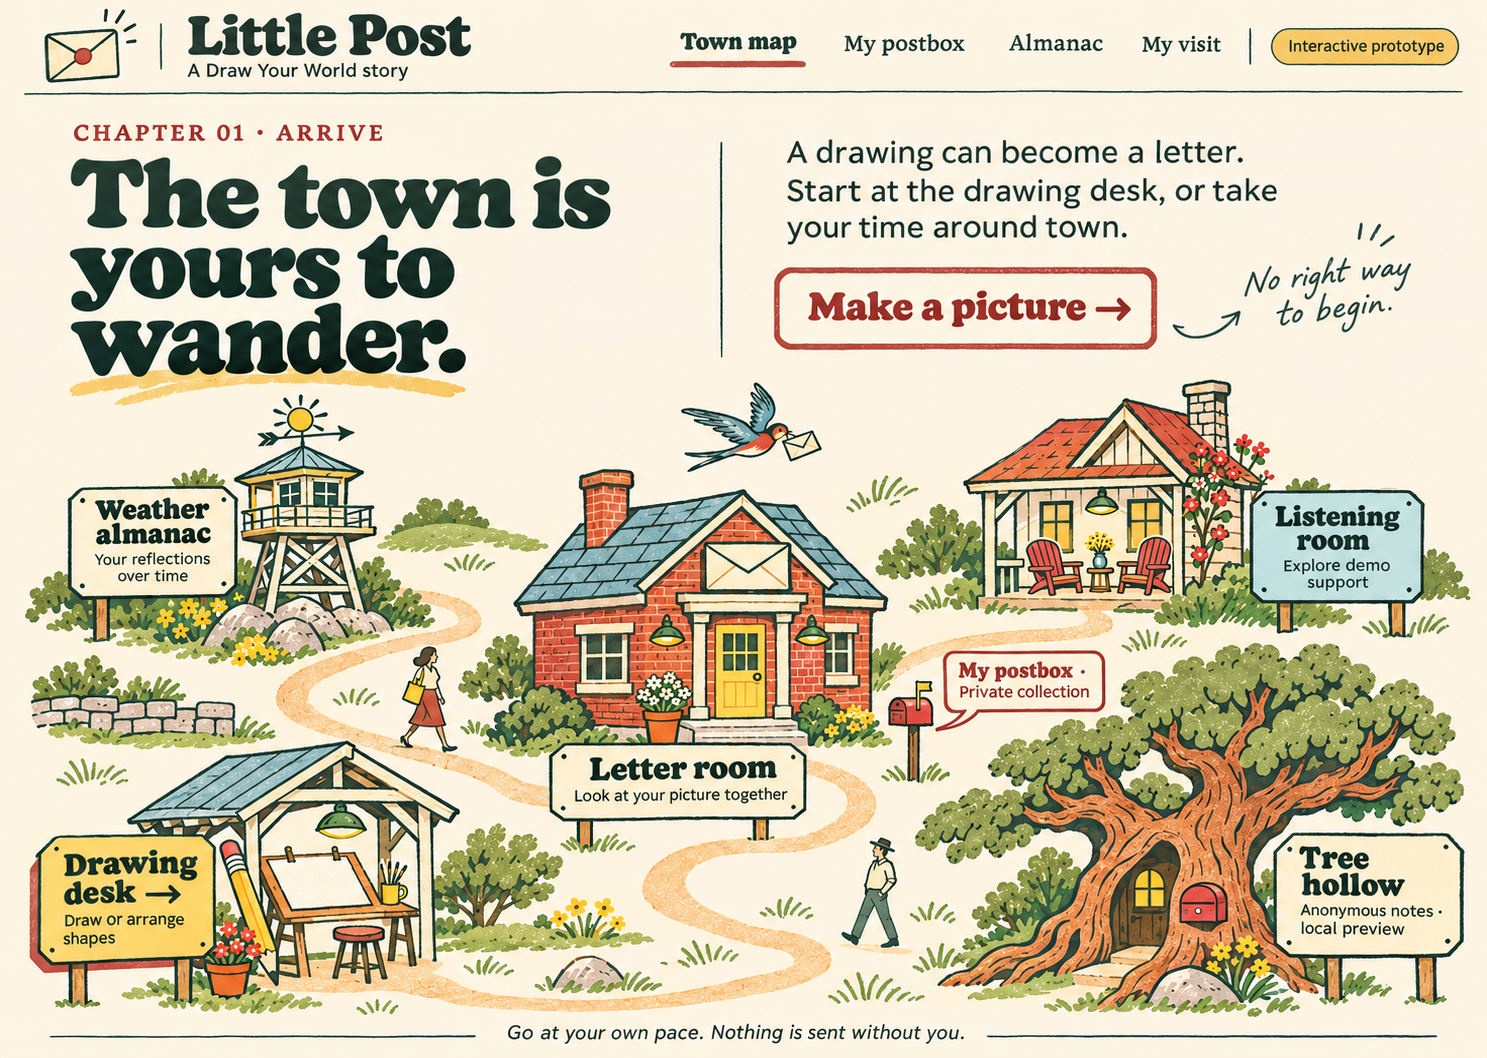 Little Post
A Draw Your World story
Town map
My postbox
Almanac
My visit
Interactive prototype
CHAPTER 01 · ARRIVE
The town is
yours to
wander.
A drawing can become a letter.
Start at the drawing desk, or take
your time around town.
Make a picture →
No right way
to begin.
Weather
almanac
Your reflections
over time
Listening
room
Explore demo
support
My postbox ·
Private collection
Letter room
Look at your picture together
Drawing
desk →
Draw or arrange
shapes
Tree
hollow
Anonymous notes ·
local preview
Go at your own pace. Nothing is sent without you.